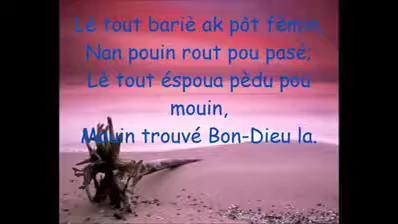 Lè tout bariè ak pòt fèmin,
Nan pouin rout pou pasé;
Lè tout éspoua pèdu pou
mouin,
Mouin trouvé Bon-Dieu la.